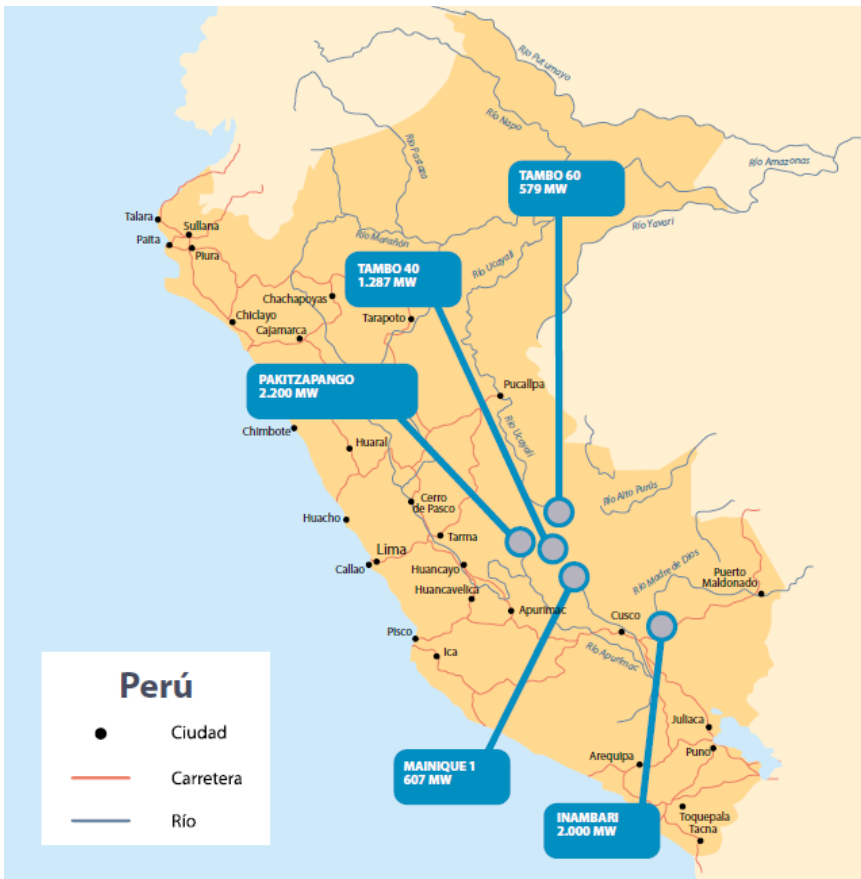 Río Putumayo
Río Napo
Río Pastaza
Río Amazonas
TAMBO 60
579 MW
Río Yavari
Talara
Sullana
Paita
Piura
Río Marañón
TAMBO 40
1.287 MW
Río Ucayali
Chachapoyas
Chiclayo
Tarapoto
Cajamarca
PAKITZAPANGO
2.200 MW
Pucallpa
Chimbote
Huaral
Río Ucayali
Río Alto Purús
Cerro
de Pasco
Huacho
Tarma
Lima
Callao
Huancayo
Río Madre de Dios
Puerto
Maldonado
Huancavelica
Apurimac
Cusco
Pisco
Ica
Río Apurímac
Perú
Ciudad
Carretera
Río
Juliaca
Puno
Arequipa
MAINIQUE 1
607 MW
INAMBARI
2.000 MW
Toquepala
Tacna